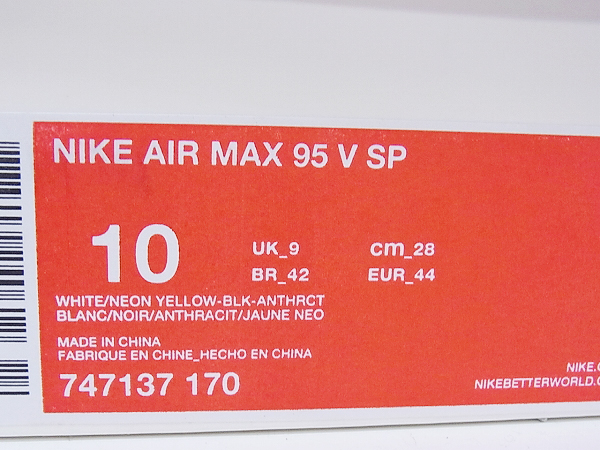 NIKE AIR MAX 95 V SP
10
UK_9 cm_28
BR_42 EUR_44
WHITE/NEON YELLOW-BLK-ANTHRCT
BLANC/NOIR/ANTHRACIT/JAUNE NEO
MADE IN CHINA
FABRIQUE EN CHINE_HECHO EN CHINA
747137 170
NIKE.C
NIKEBETTERWORLD.C